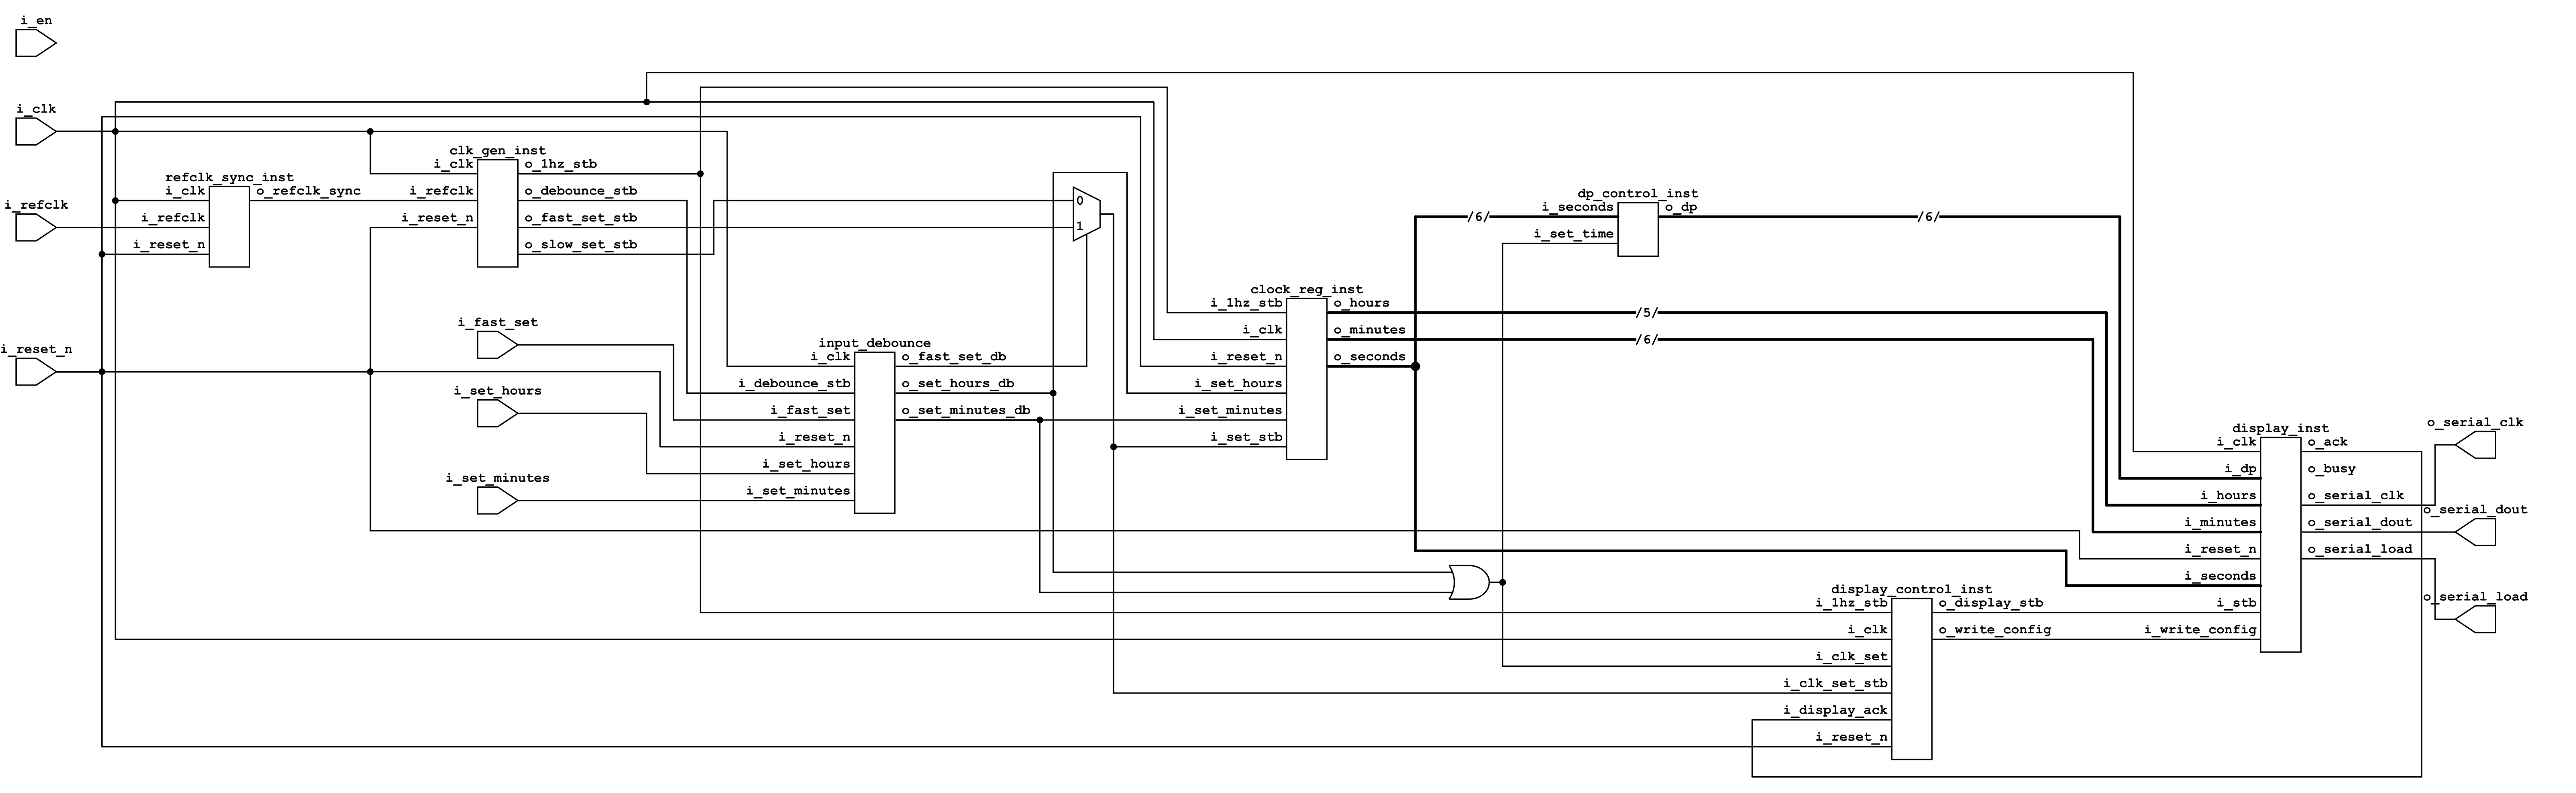 i_en
i_clk
i_refclk
i_reset_n
refclk_sync_inst
i_clk
i_refclk
i_reset_n
o_refclk_sync
clk_gen_inst
i_clk
i_refclk
i_reset_n
o_1hz_stb
o_debounce_stb
o_fast_set_stb
o_slow_set_stb
i_fast_set
i_set_hours
i_set_minutes
input_debounce
i_clk
i_debounce_stb
i_fast_set
i_reset_n
i_set_hours
i_set_minutes
o_fast_set_db
o_set_hours_db
o_set_minutes_db
0
1
clock_reg_inst
i_1hz_stb
i_clk
i_reset_n
i_set_hours
i_set_minutes
i_set_stb
o_hours
o_minutes
o_seconds
/6/
dp_control_inst
i_seconds
i_set_time
o_dp
/6/
/5/
/6/
display_control_inst
i_1hz_stb
i_clk
i_clk_set
i_clk_set_stb
i_display_ack
i_reset_n
o_display_stb
o_write_config
display_inst
i_clk
i_dp
i_hours
i_minutes
i_reset_n
i_seconds
i_stb
i_write_config
o_ack
o_busy
o_serial_clk
o_serial_dout
o_serial_load
o_serial_clk
o_serial_dout
o_serial_load